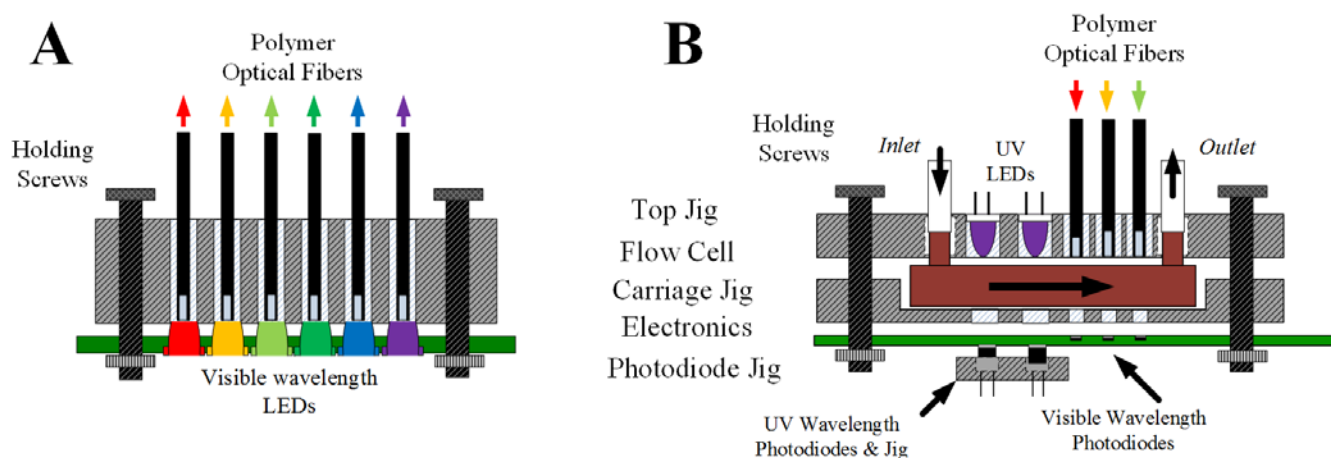 A
Polymer
Optical Fibers
Holding
Screws
Visible wavelength
LEDs
B
Polymer
Optical Fibers
Holding
Screws
Inlet
UV
LEDs
Outlet
Top Jig
Flow Cell
Carriage Jig
Electronics
Photodiode Jig
UV Wavelength
Photodiodes & Jig
Visible Wavelength
Photodiodes